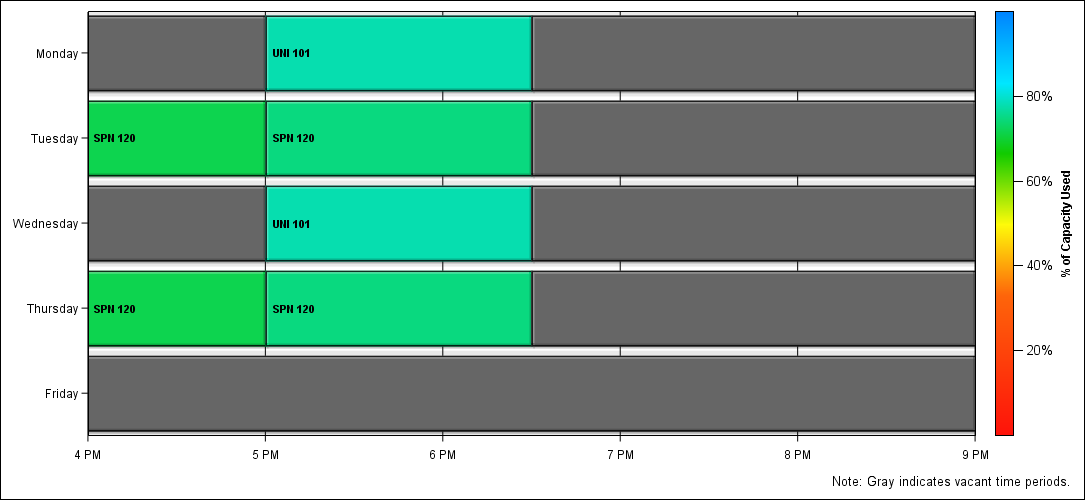 Monday
UNI 101
Tuesday
SPN 120
SPN 120
Wednesday
UNI 101
Thursday
SPN 120
SPN 120
Friday
4 PM
5 PM
6 PM
7 PM
8 PM
9 PM
80%
60%
40%
20%
% of Capacity Used
Note: Gray indicates vacant time periods.